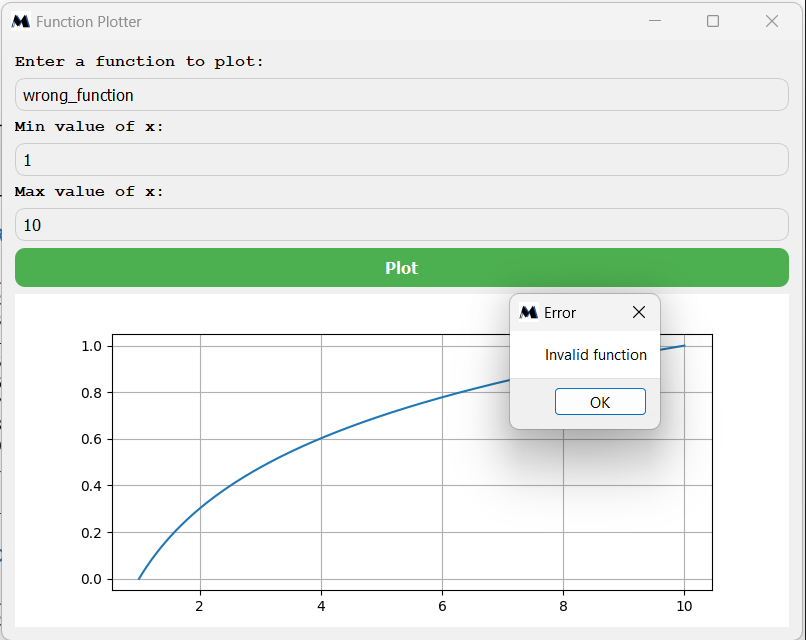 Function Plotter
Enter a function to plot:
wrong_function
Min value of x:
1
Max value of x:
10
Plot
Error
Invalid function
OK
1.0
0.8
0.6
0.4
0.2
0.0
2 4 6 8 10